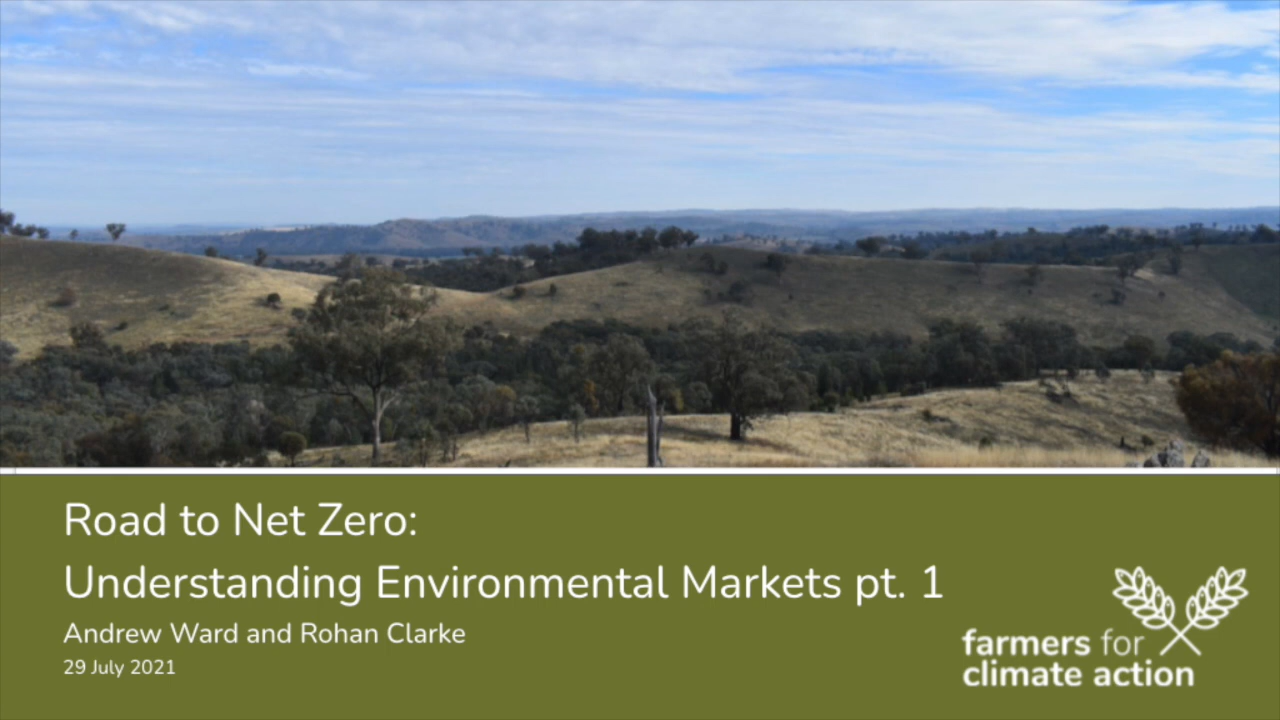 Road to Net Zero:
Understanding Environmental Markets pt. 1
Andrew Ward and Rohan Clarke
29 July 2021
farmers for
climate action